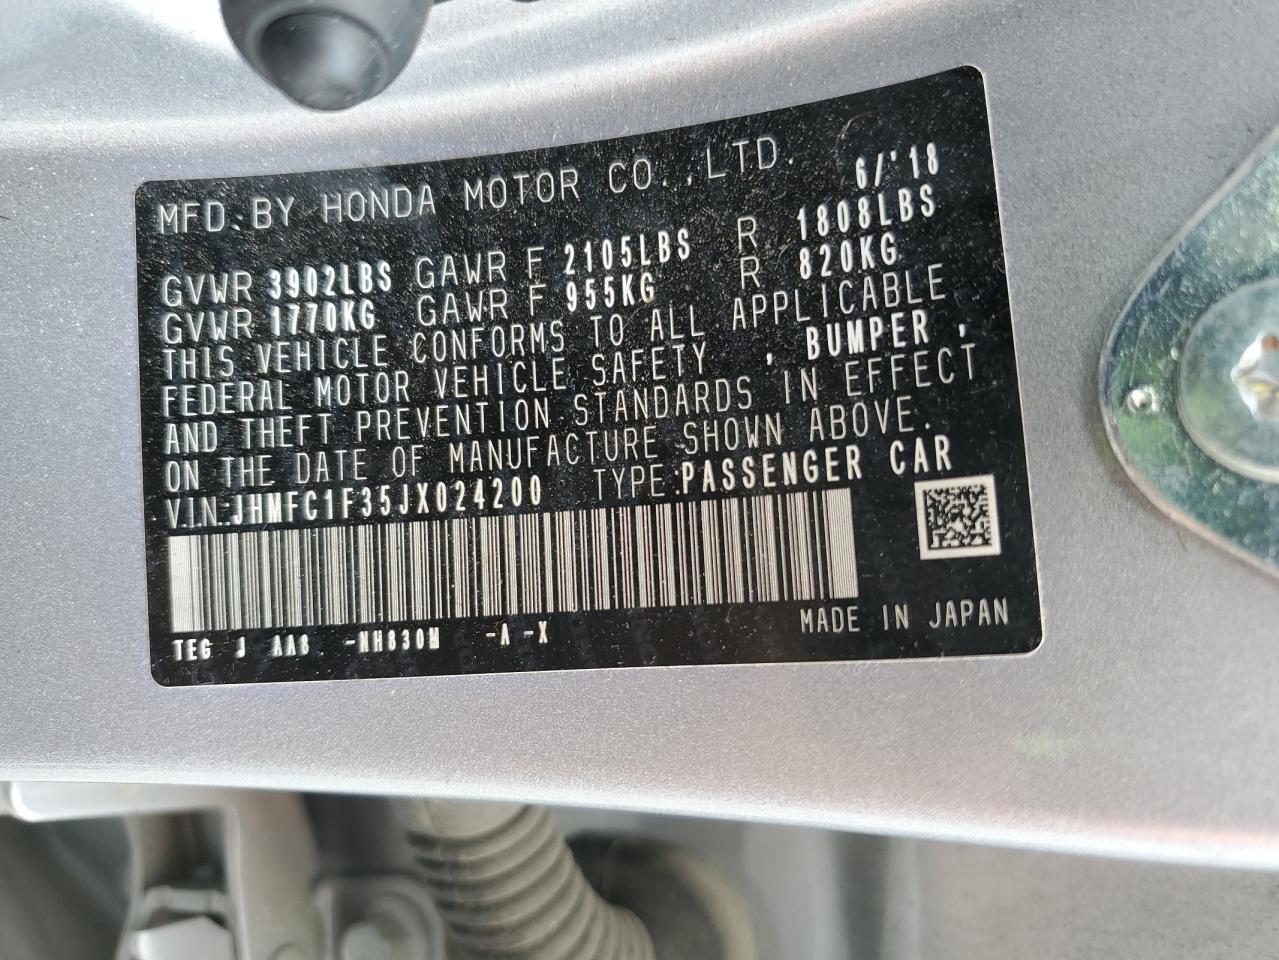 MFD. BY HONDA MOTOR CO., LTD. 6/'18
GVWR 3902LBS GAWR F 2105LBS R 1808LBS
GVWR 1770KG GAWR F 955KG R 820KG
THIS VEHICLE CONFORMS TO ALL APPLICABLE
FEDERAL MOTOR VEHICLE SAFETY , BUMPER ,
AND THEFT PREVENTION STANDARDS IN EFFECT
ON THE DATE OF MANUFACTURE SHOWN ABOVE.
VIN:JHMFC1F35JX024200 TYPE:PASSENGER CAR
TEG J AA8 -NH830M -A -X
MADE IN JAPAN